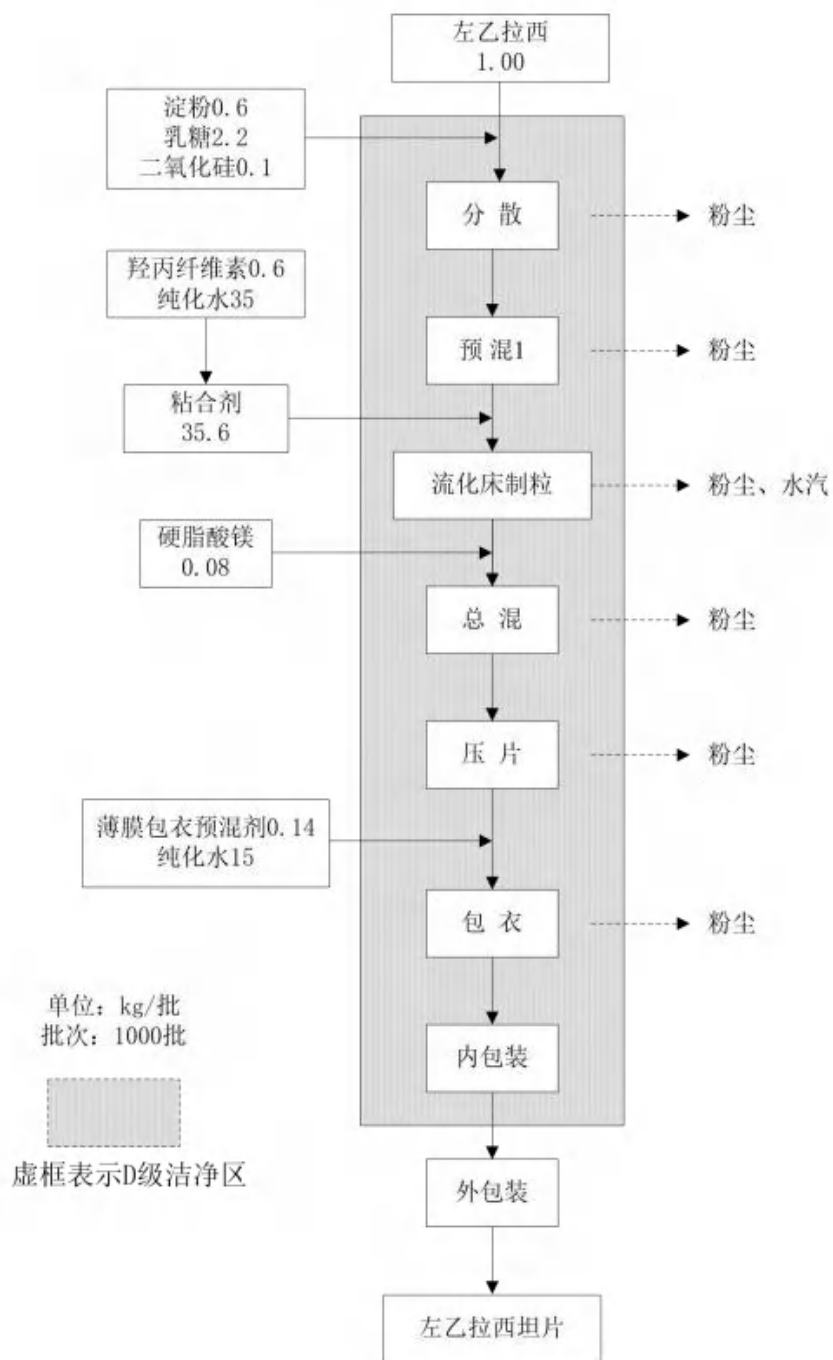 左乙拉西
1.00
淀粉0.6
乳糖2.2
二氧化硅0.1
分 散
粉尘
羟丙纤维素0.6
纯化水35
预 混1
粉尘
粘合剂
35.6
流化床制粒
粉尘、水汽
硬脂酸镁
0.08
总 混
粉尘
压 片
粉尘
薄膜包衣预混剂0.14
纯化水15
包 衣
粉尘
单位：kg/批
批次：1000批
内包装
虚框表示D级洁净区
外包装
左乙拉西坦片